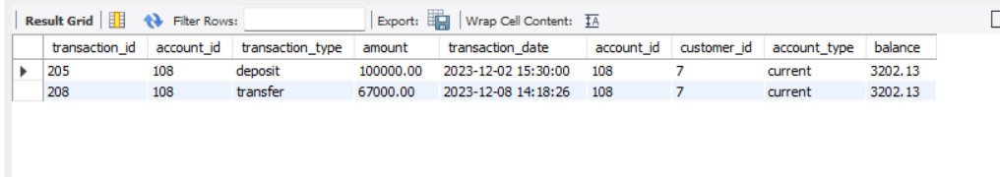 Result Grid Filter Rows: Export: Wrap Cell Content: IA
transaction_id account_id transaction_type amount transaction_date account_id customer_id account_type balance
205 108 deposit 100000.00 2023-12-02 15:30:00 108 7 current 3202.13
208 108 transfer 67000.00 2023-12-08 14:18:26 108 7 current 3202.13